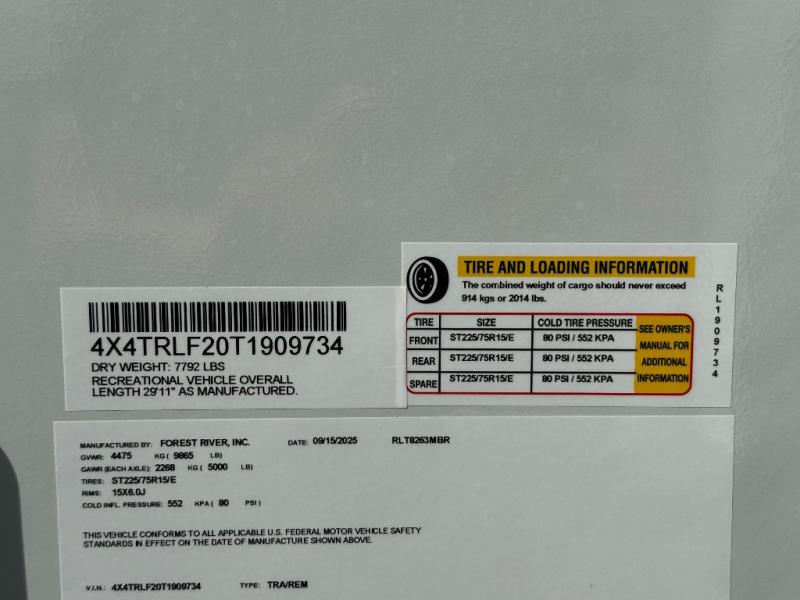 TIRE AND LOADING INFORMATION
The combined weight of cargo should never exceed
914 kgs or 2014 lbs.
TIRE SIZE COLD TIRE PRESSURE SEE OWNER'S MANUAL FOR ADDITIONAL INFORMATION
FRONT ST225/75R15/E 80 PSI / 552 KPA
REAR ST225/75R15/E 80 PSI / 552 KPA
SPARE ST225/75R15/E 80 PSI / 552 KPA
RL1909734
4X4TRLF20T1909734
DRY WEIGHT: 7792 LBS
RECREATIONAL VEHICLE OVERALL
LENGTH 29'11" AS MANUFACTURED.
MANUFACTURED BY: FOREST RIVER, INC. DATE: 09/15/2025 RLT8263MBR
GVWR: 4475 KG ( 9865 LB)
GAWR (EACH AXLE): 2268 KG ( 5000 LB)
TIRES: ST225/75R15/E
RIMS: 15X6.0J
COLD INFL. PRESSURE: 552 KPA ( 80 PSI )
THIS VEHICLE CONFORMS TO ALL APPLICABLE U.S. FEDERAL MOTOR VEHICLE SAFETY
STANDARDS IN EFFECT ON THE DATE OF MANUFACTURE SHOWN ABOVE.
V.I.N.: 4X4TRLF20T1909734 TYPE: TRA/REM